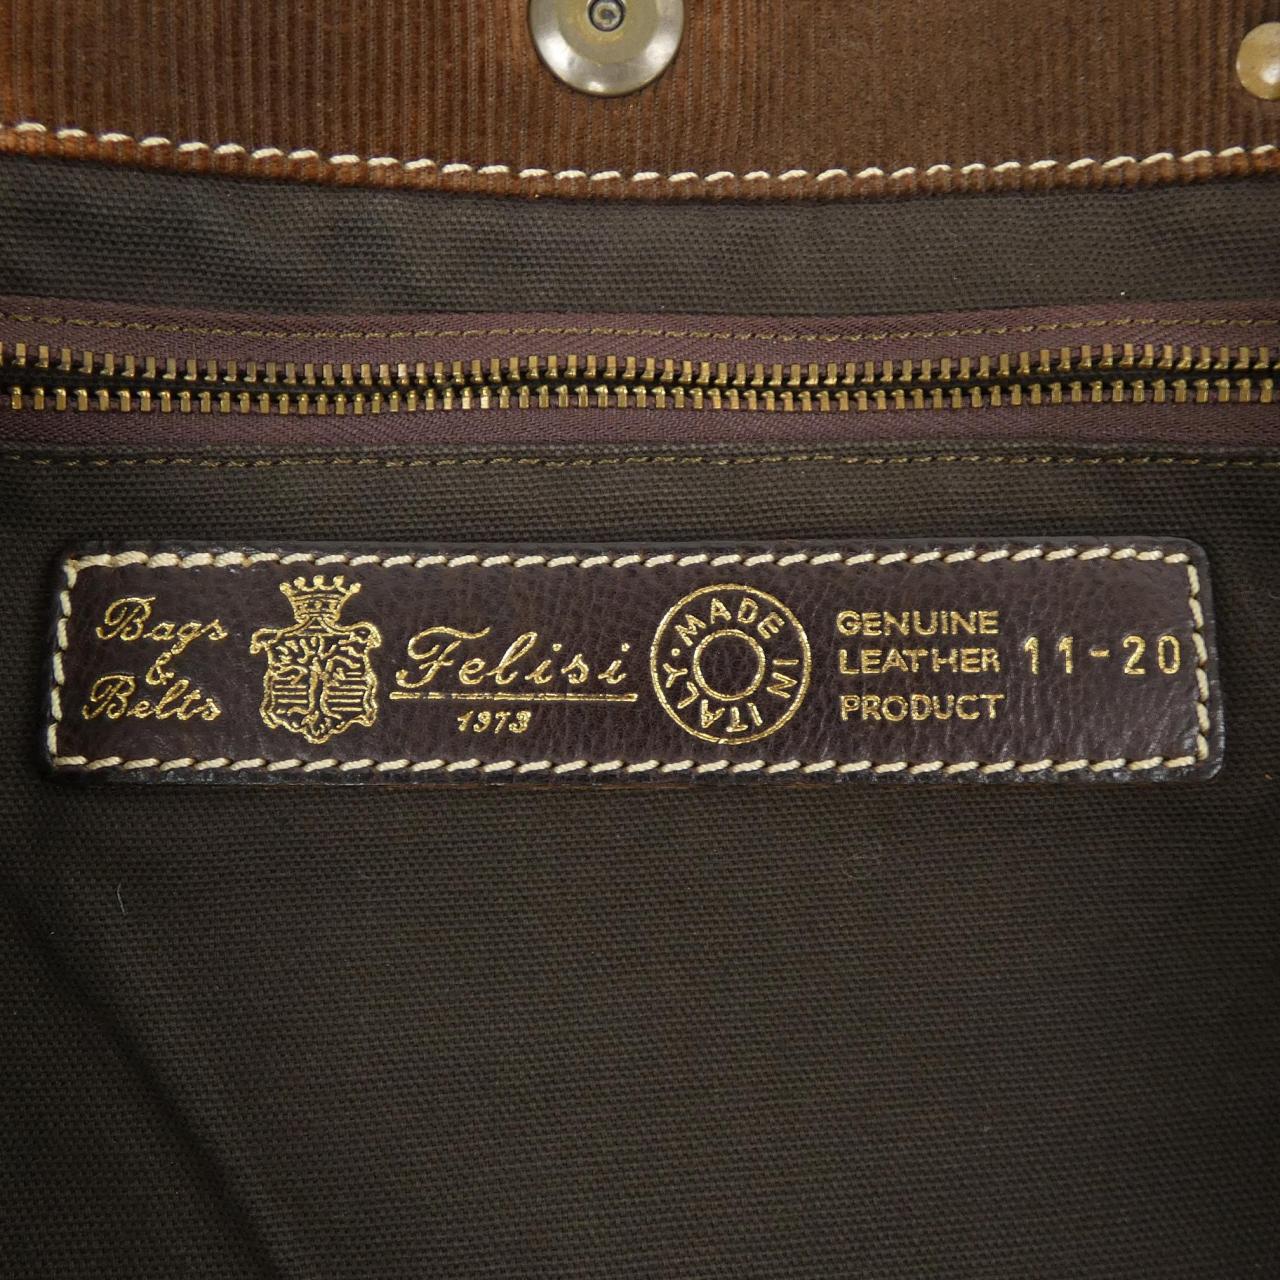 Bags
&
Belts
Felisi
1973
MADE IN ITALY
GENUINE
LEATHER
PRODUCT
11-20